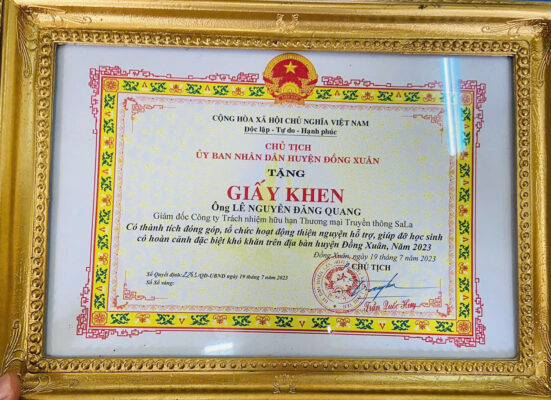 CỘNG HÒA XÃ HỘI CHỦ NGHĨA VIỆT NAM
Độc lập - Tự do - Hạnh phúc
CHỦ TỊCH
ỦY BAN NHÂN DÂN HUYỆN ĐỒNG XUÂN
TẶNG
GIẤY KHEN
Ông LÊ NGUYÊN ĐĂNG QUANG
Giám đốc Công ty Trách nhiệm hữu hạn Thương mại Truyền thông SaLa
Có thành tích đóng góp, tổ chức hoạt động thiện nguyện hỗ trợ, giúp đỡ học sinh
có hoàn cảnh đặc biệt khó khăn trên địa bàn huyện Đồng Xuân, Năm 2023
Đồng Xuân, ngày 19 tháng 7 năm 2023
Số Quyết định: /QĐ-UBND ngày 19 tháng 7 năm 2023
CHỦ TỊCH
Số Sổ vàng:
Trần Quốc Huy